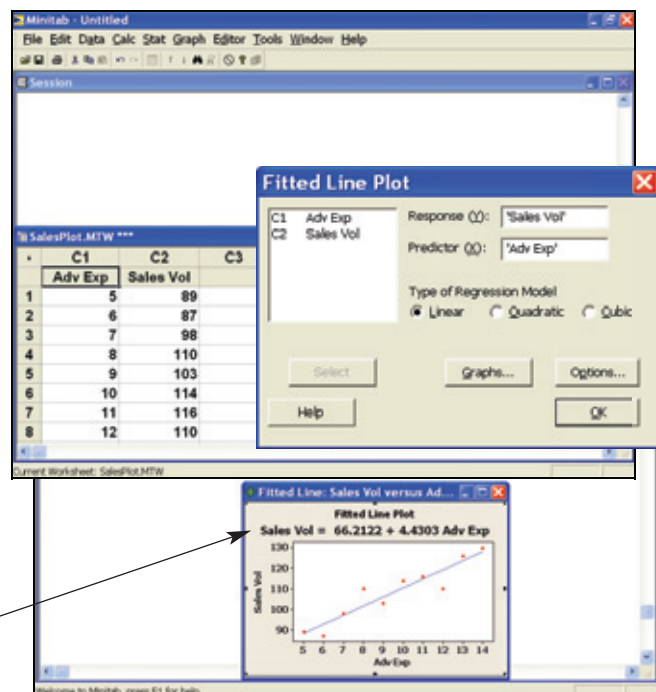 Minitab - Untitled
File Edit Data Calc Stat Graph Editor Tools Window Help
Session
Fitted Line Plot
C1 Adv Exp
C2 Sales Vol
Response (Y): 'Sales Vol'
Predictor (X): 'Adv Exp'
Type of Regression Model
Linear Quadratic Cubic
Select
Graphs...
Options...
Help
OK
SalesPlot.MTW ***
C1 C2 C3
Adv Exp Sales Vol
1 5 89
2 6 87
3 7 98
4 8 110
5 9 103
6 10 114
7 11 116
8 12 110
Current Worksheet: SalesPlot.MTW
Fitted Line: Sales Vol versus Ad...
Fitted Line Plot
Sales Vol = 66.2122 + 4.4303 Adv Exp
130
120
110
100
90
Sales Vol
5 6 7 8 9 10 11 12 13 14
Adv Exp
Welcome to Minitab, press F1 for help.